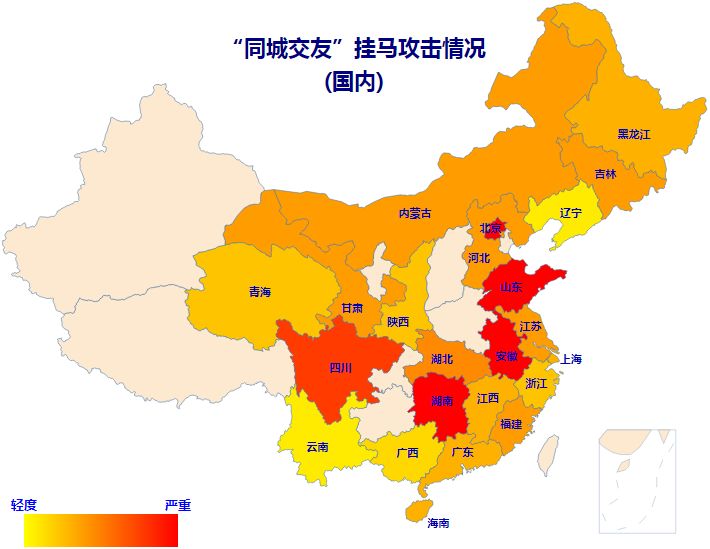 “同城交友”挂马攻击情况
(国内)
黑龙江
吉林
辽宁
内蒙古
北京
河北
山东
青海
甘肃
陕西
江苏
安徽
上海
四川
湖北
浙江
湖南
江西
福建
云南
广西
广东
海南
轻度
严重